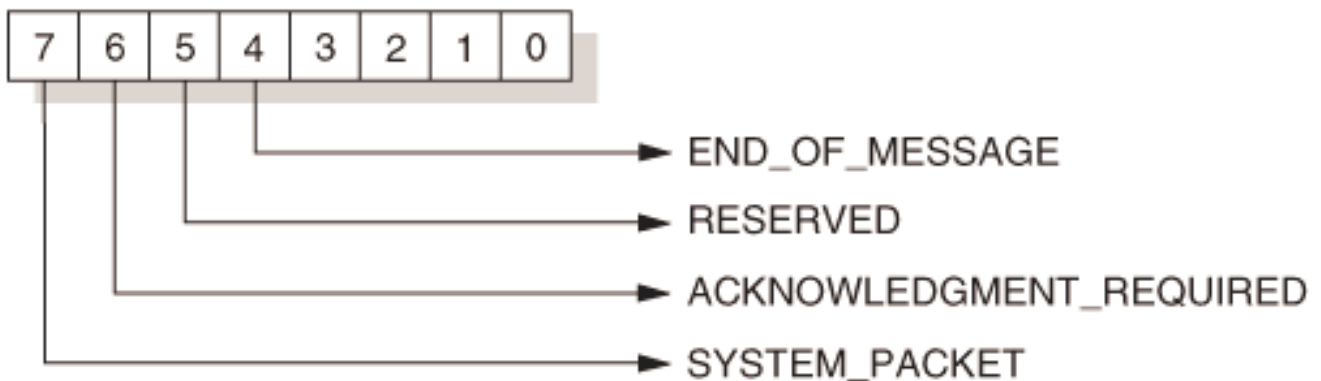 7 6 5 4 3 2 1 0
END_OF_MESSAGE
RESERVED
ACKNOWLEDGMENT_REQUIRED
SYSTEM_PACKET